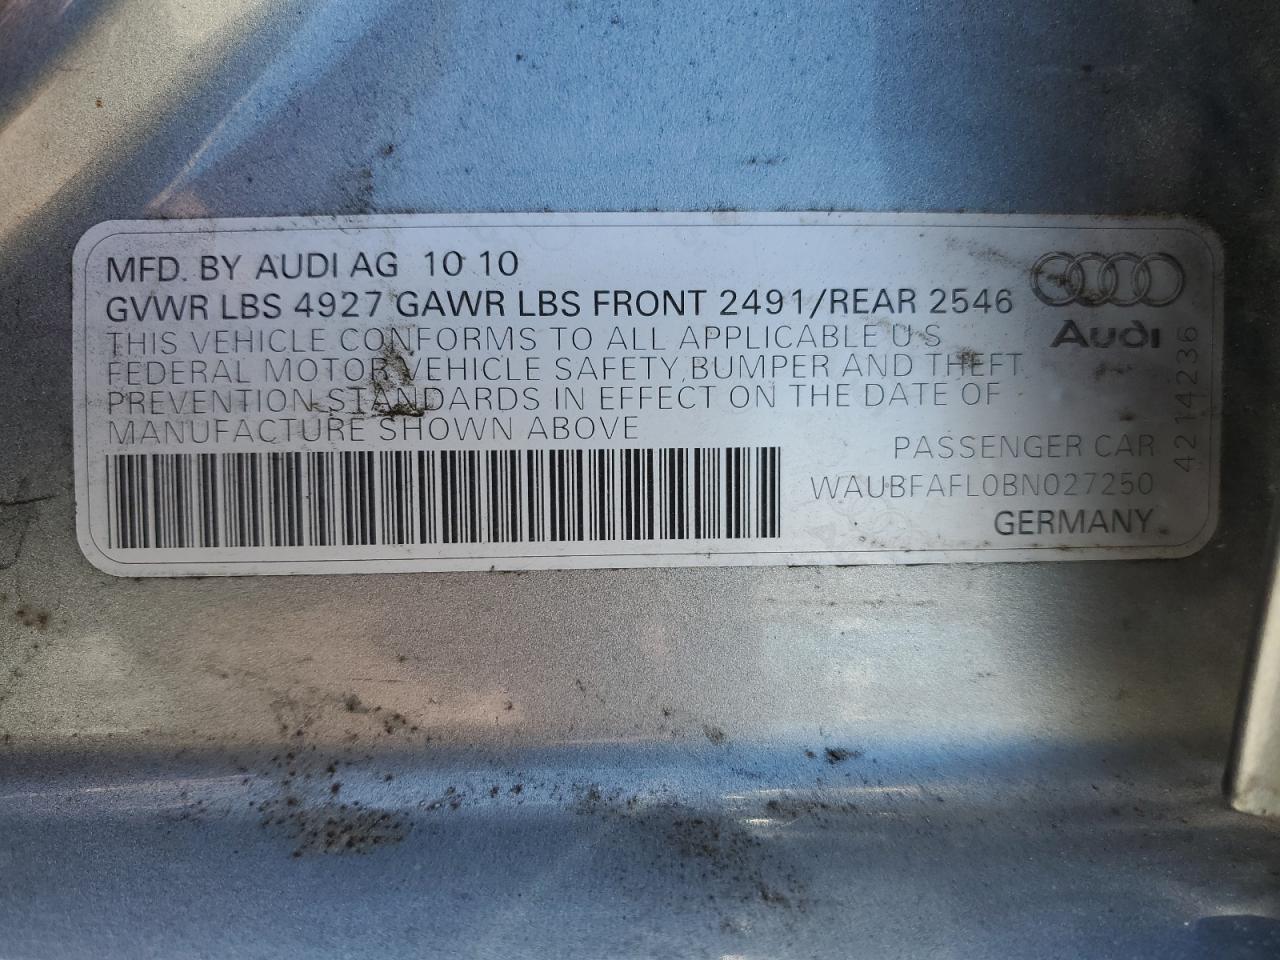 MFD. BY AUDI AG 10 10
GVWR LBS 4927 GAWR LBS FRONT 2491/REAR 2546
THIS VEHICLE CONFORMS TO ALL APPLICABLE U S
FEDERAL MOTOR VEHICLE SAFETY, BUMPER AND THEFT
PREVENTION STANDARDS IN EFFECT ON THE DATE OF
MANUFACTURE SHOWN ABOVE
Audi
PASSENGER CAR
WAUBFAFL0BN027250
GERMANY
42 14236